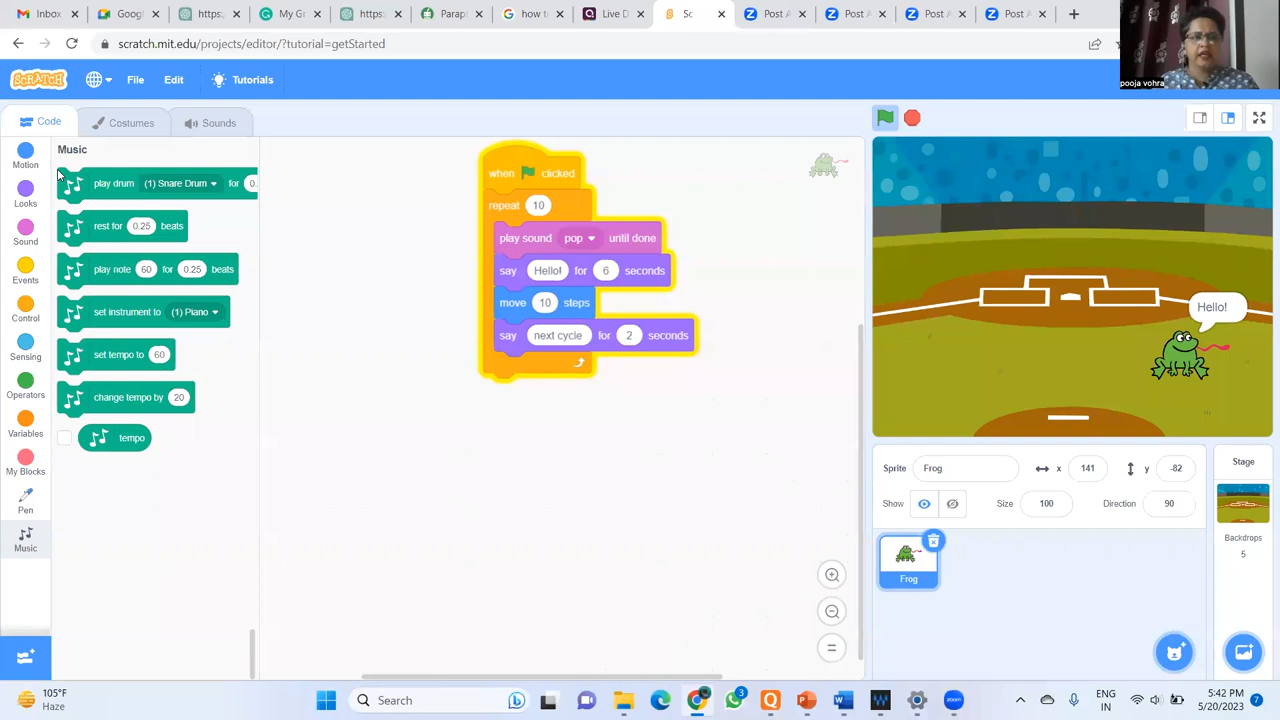 Inbox
Googl
https:
My Gr
https:
Parap
how to
Live D
Sc
Post A
Post A
Post A
Post A
scratch.mit.edu/projects/editor/?tutorial=getStarted
pooja vohra
SCRATCH
File
Edit
Tutorials
Code
Costumes
Sounds
Motion
Looks
Sound
Events
Control
Sensing
Operators
Variables
My Blocks
Pen
Music
Music
play drum (1) Snare Drum for 0.
rest for 0.25 beats
play note 60 for 0.25 beats
set instrument to (1) Piano
set tempo to 60
change tempo by 20
tempo
when clicked
repeat 10
play sound pop until done
say Hello! for 6 seconds
move 10 steps
say next cycle for 2 seconds
Hello!
Sprite Frog x 141 y -82
Show Size 100 Direction 90
Frog
Stage
Backdrops
5
105°F
Haze
Search
3
ENG
IN
5:42 PM
5/20/2023
7